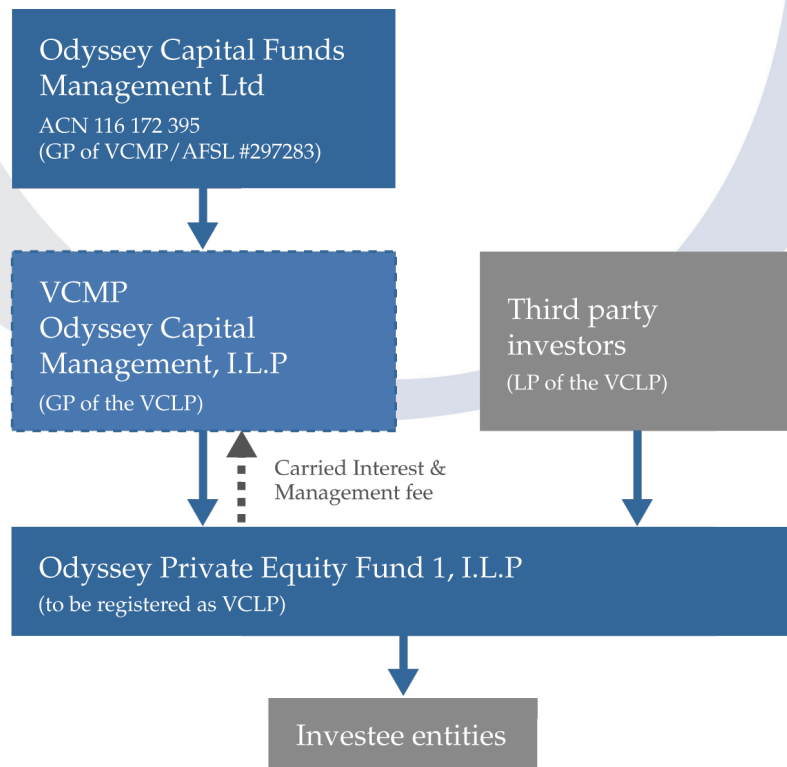 Odyssey Capital Funds
Management Ltd
ACN 116 172 395
(GP of VCMP/AFSL #297283)
VCMP
Odyssey Capital
Management, I.L.P
(GP of the VCLP)
Third party
investors
(LP of the VCLP)
Carried Interest &
Management fee
Odyssey Private Equity Fund 1, I.L.P
(to be registered as VCLP)
Investee entities